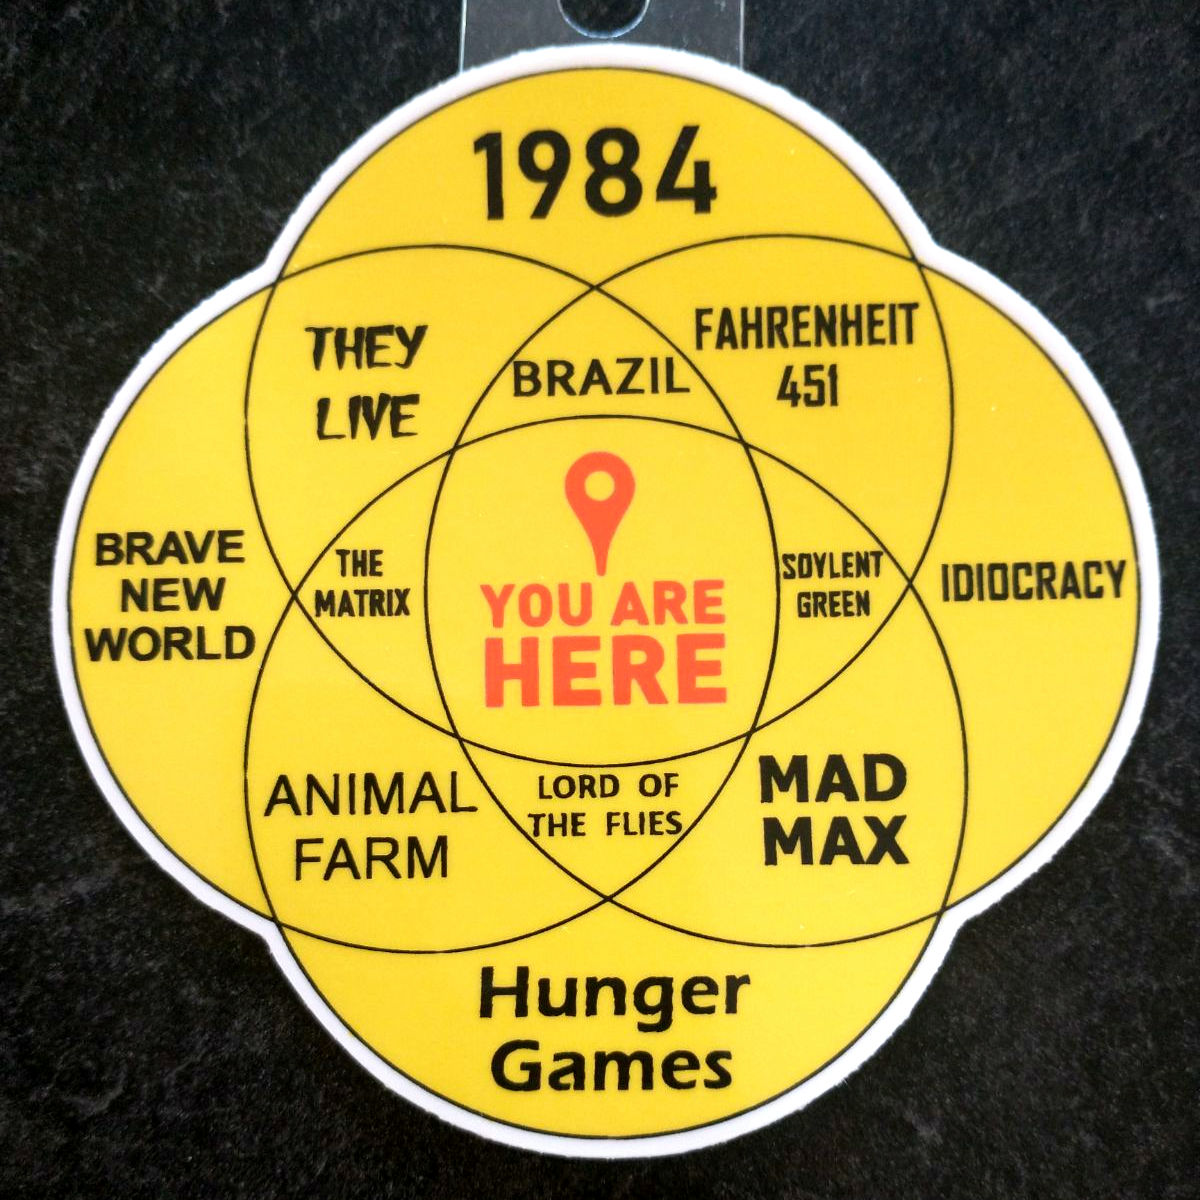 1984
THEY
LIVE
BRAZIL
FAHRENHEIT
451
BRAVE
NEW
WORLD
THE
MATRIX
YOU ARE
HERE
SOYLENT
GREEN
IDIOCRACY
ANIMAL
FARM
LORD OF
THE FLIES
MAD
MAX
Hunger
Games